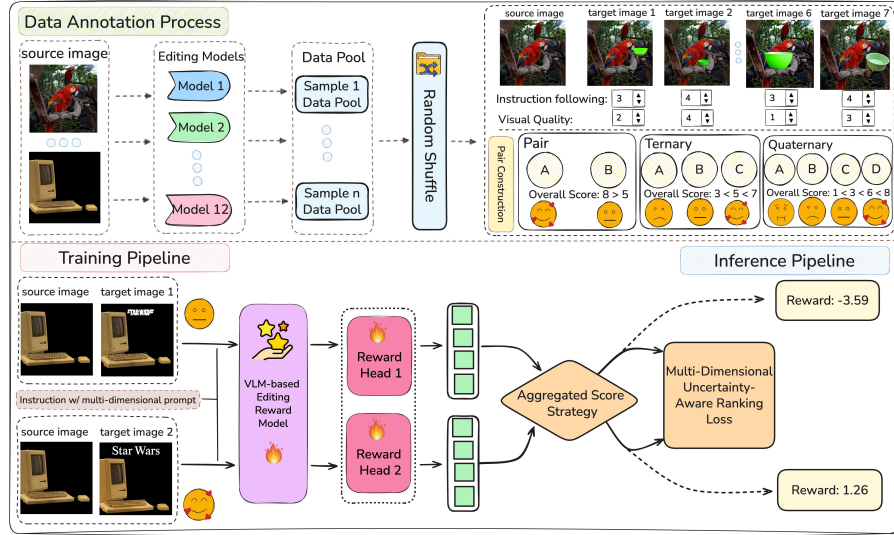 Data Annotation Process
source image
Editing Models
Model 1
Model 2
Model 12
Data Pool
Sample 1
Data Pool
Sample n
Data Pool
Random Shuffle
source image target image 1 target image 2 target image 6 target image 7
Instruction following: 3 4 3 4
Visual Quality: 2 4 1 3
Pair Construction
Pair
A B
Overall Score: 8 > 5
Ternary
A B C
Overall Score: 3 < 5 < 7
Quaternary
A B C D
Overall Score: 1 < 3 < 6 < 8
Training Pipeline
Inference Pipeline
source image target image 1
STAR WARS
Instruction w/ multi-dimensional prompt
source image target image 2
Star Wars
VLM-based
Editing
Reward
Model
Reward
Head 1
Reward
Head 2
Aggregated Score
Strategy
Multi-Dimensional
Uncertainty-
Aware Ranking
Loss
Reward: -3.59
Reward: 1.26